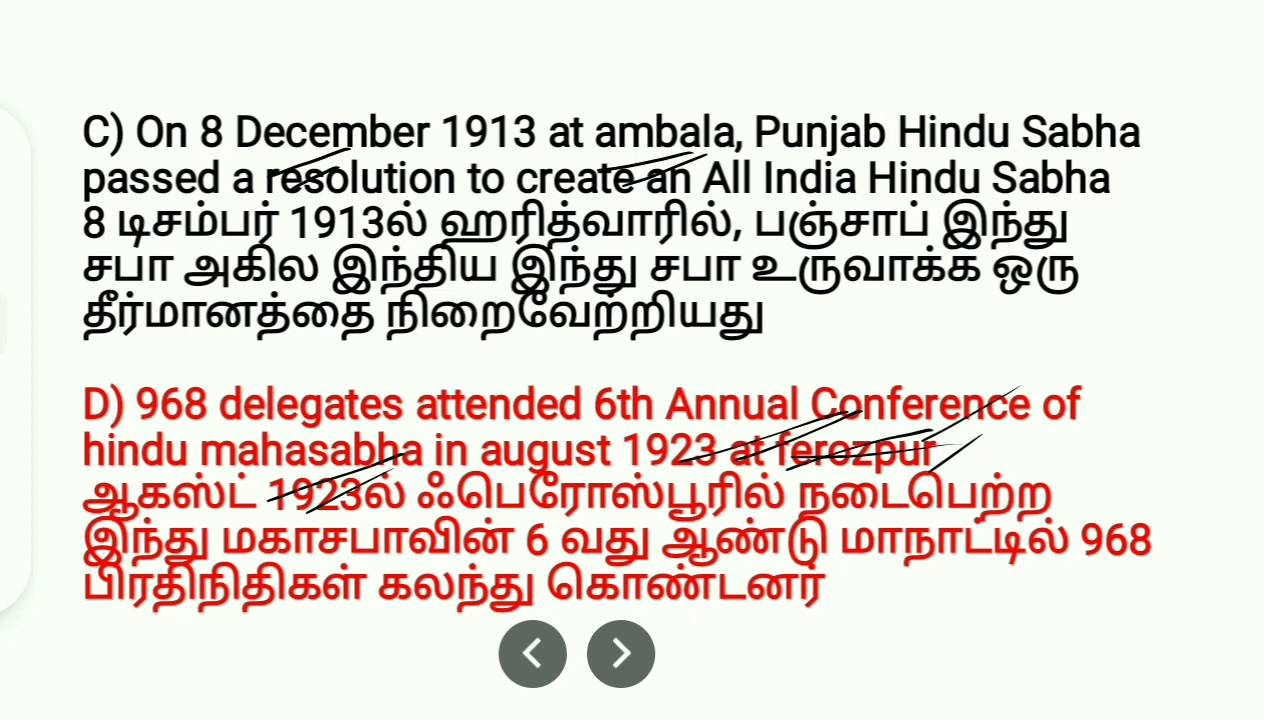 C) On 8 December 1913 at ambala, Punjab Hindu Sabha
passed a resolution to create an All India Hindu Sabha
8 டிசம்பர் 1913ல் ஹரித்வாரில், பஞ்சாப் இந்து
சபா அகில இந்திய இந்து சபா உருவாக்க ஒரு
தீர்மானத்தை நிறைவேற்றியது
D) 968 delegates attended 6th Annual Conference of
hindu mahasabha in august 1923 at ferozpur
ஆகஸ்ட் 1923ல் ஃபெரோஸ்பூரில் நடைபெற்ற
இந்து மகாசபாவின் 6 வது ஆண்டு மாநாட்டில் 968
பிரதிநிதிகள் கலந்து கொண்டனர்